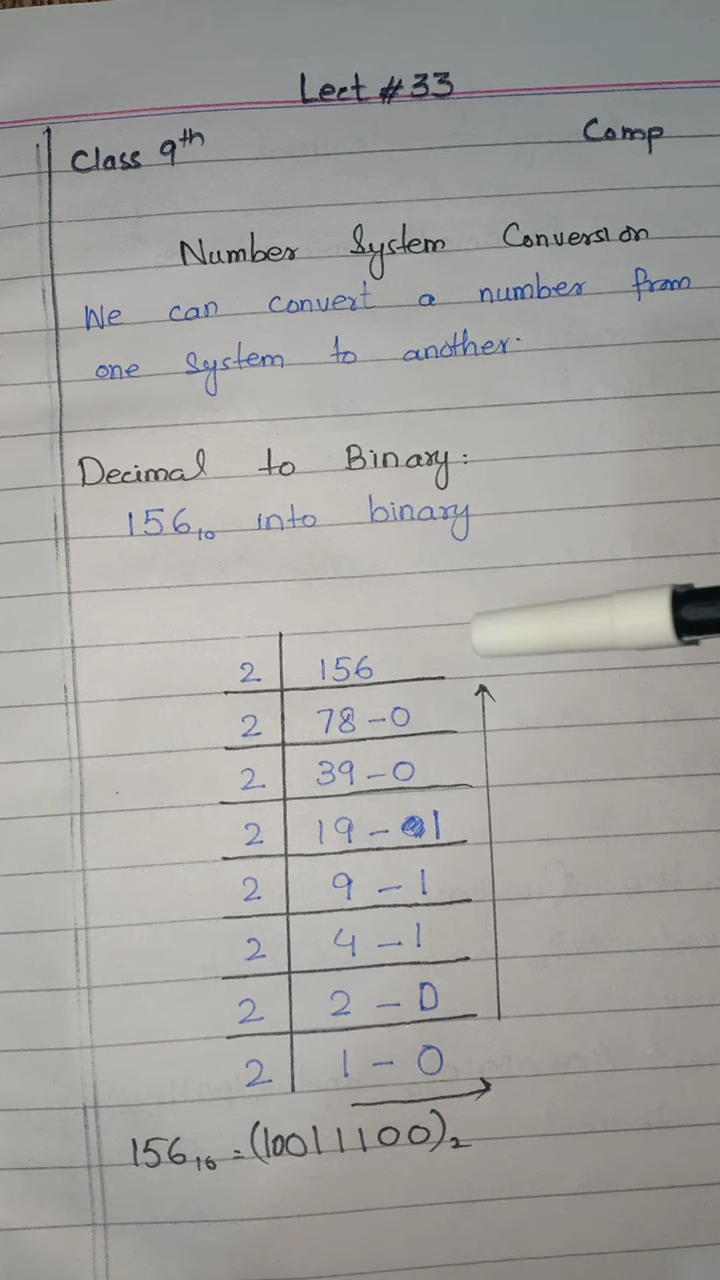 Lect # 33
Class 9th Comp
Number System Conversion
We can convert a number from
one System to another.
Decimal to Binary:
156₁₀ into binary
2 | 156
2 | 78 - 0
2 | 39 - 0
2 | 19 - 1
2 | 9 - 1
2 | 4 - 1
2 | 2 - 0
2 | 1 - 0
156₁₆ = (10011100)₂